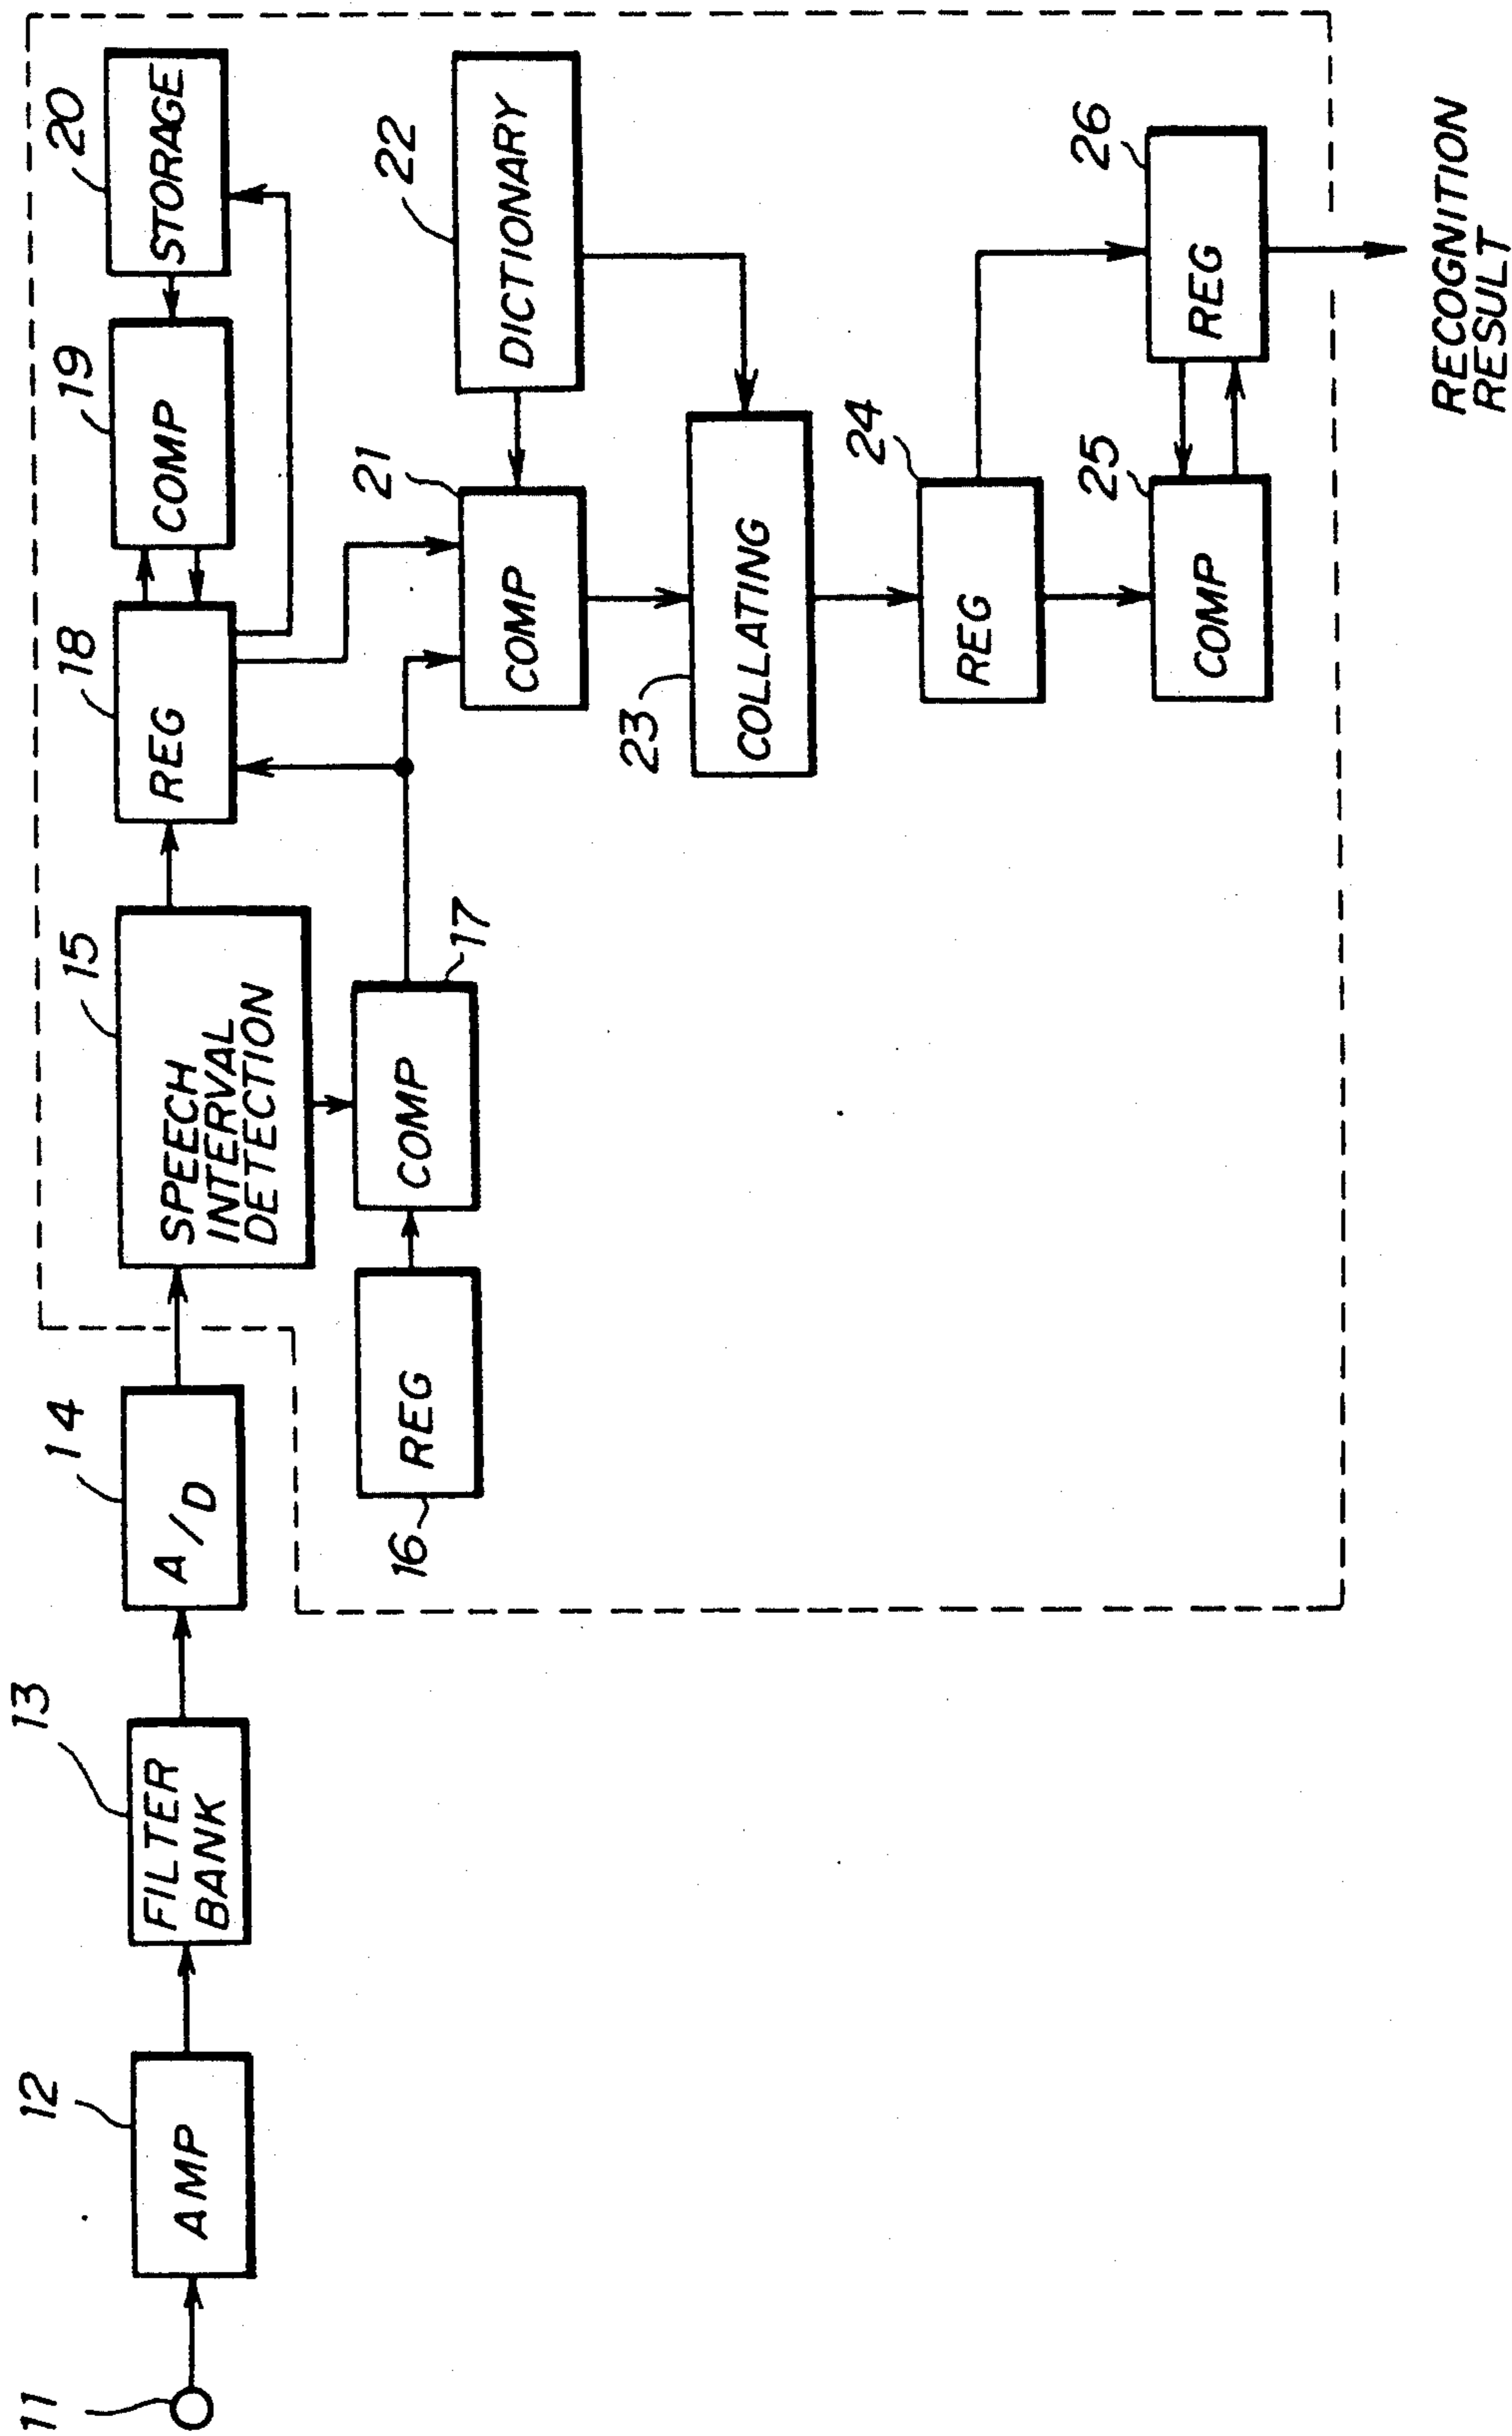 11
12
AMP
13
FILTER
BANK
14
A/D
15
SPEECH
INTERVAL
DETECTION
16
REG
17
COMP
18
REG
19
COMP
20
STORAGE
21
COMP
22
DICTIONARY
23
COLLATING
24
REG
25
COMP
26
REG
RECOGNITION
RESULT